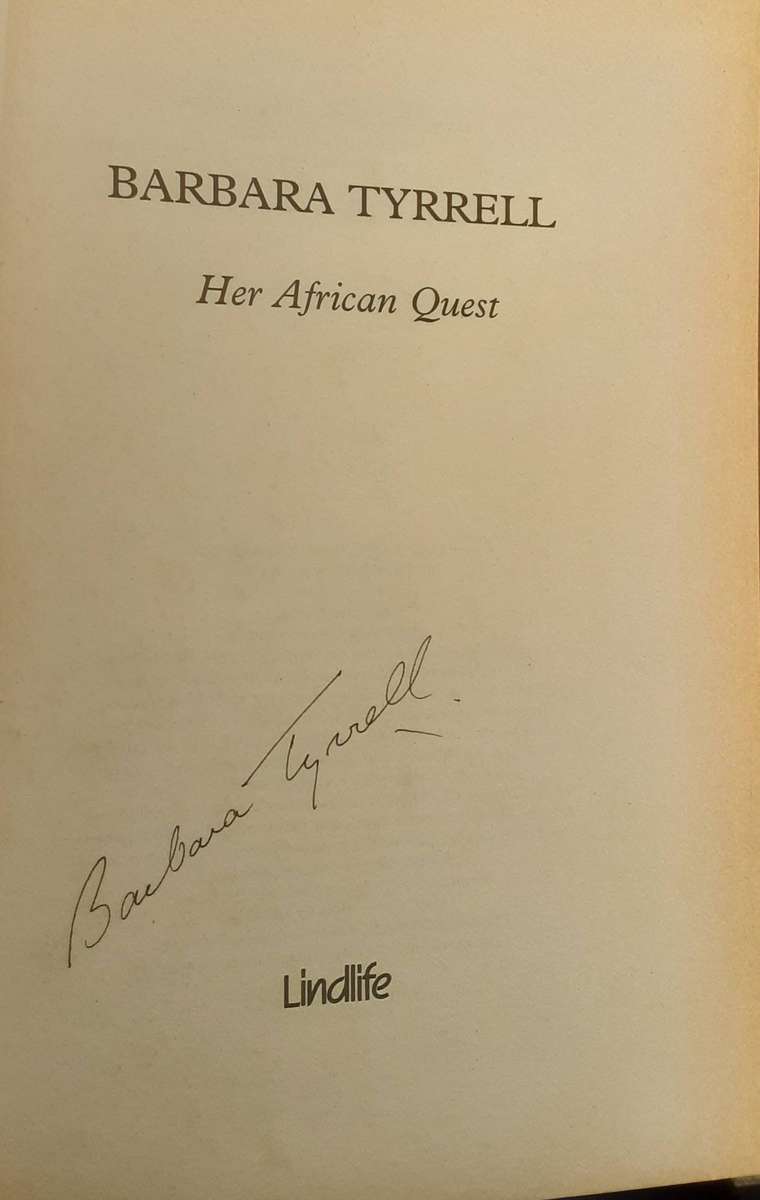 BARBARA TYRRELL
Her African Quest
Barbara Tyrrell.
Lindlife